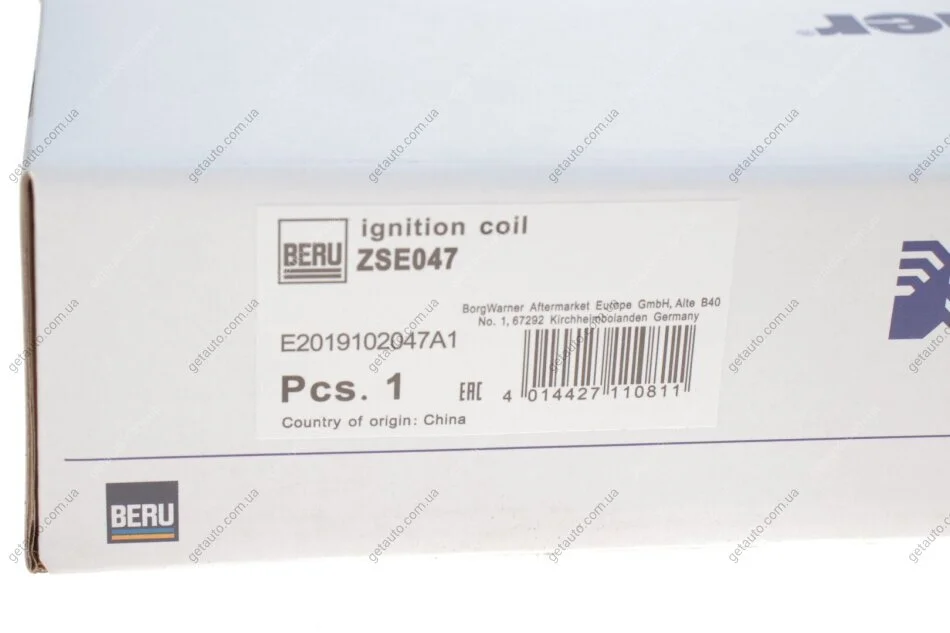 ner®
BERU
ignition coil
ZSE047
BorgWarner Aftermarket Europe GmbH, Alte B40
No. 1, 67292 Kirchheimbolanden Germany
E2019102047A1
Pcs. 1
EAC
4 014427 110811
Country of origin: China
BERU
getauto.com.ua